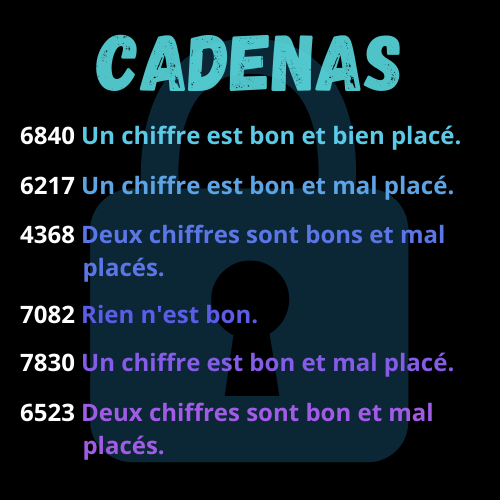 CADENAS
6840 Un chiffre est bon et bien placé.
6217 Un chiffre est bon et mal placé.
4368 Deux chiffres sont bons et mal
placés.
7082 Rien n'est bon.
7830 Un chiffre est bon et mal placé.
6523 Deux chiffres sont bon et mal
placés.